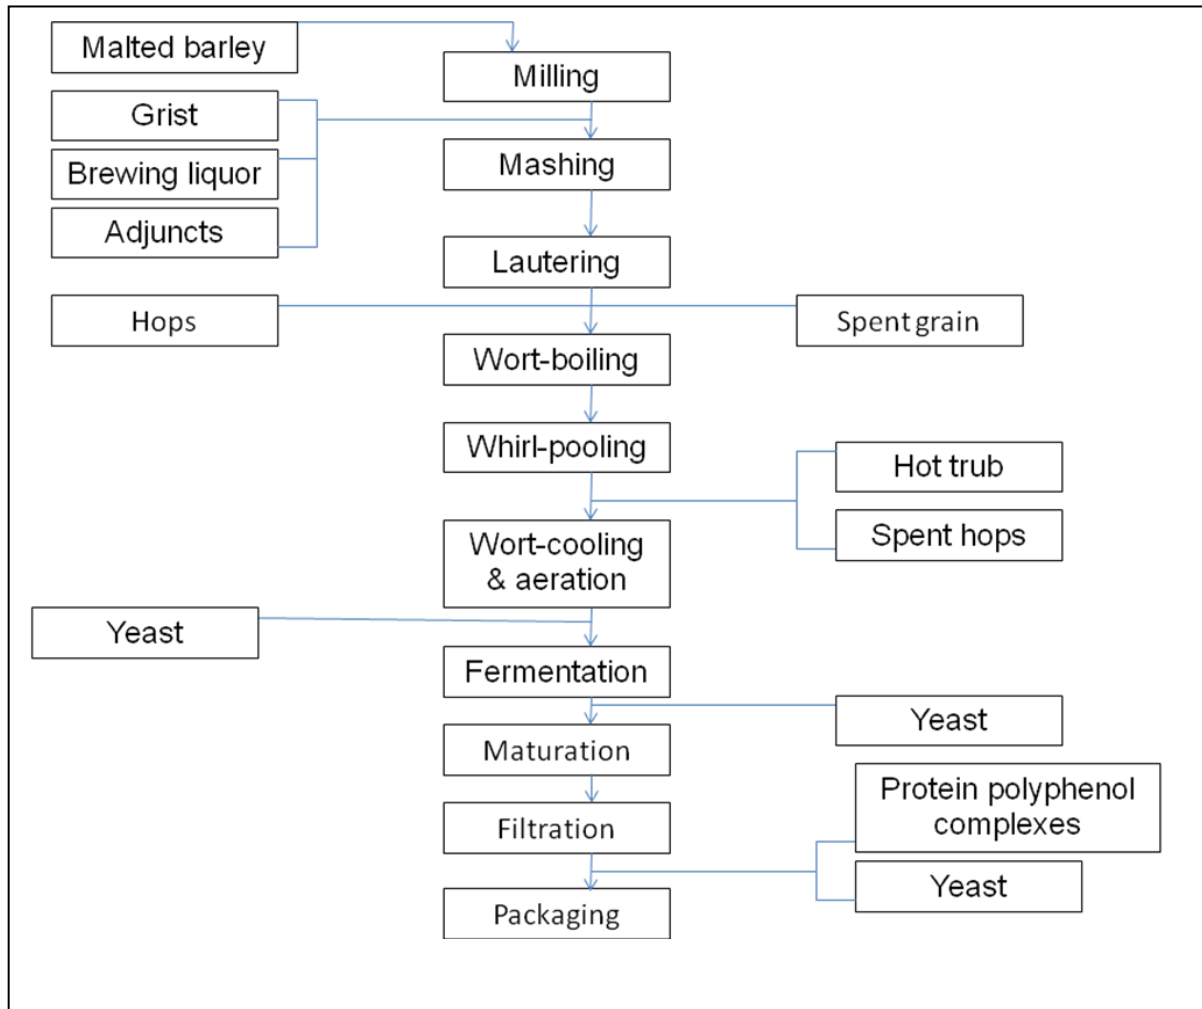 Malted barley
Milling
Grist
Brewing liquor
Mashing
Adjuncts
Lautering
Hops
Spent grain
Wort-boiling
Whirl-pooling
Hot trub
Wort-cooling
& aeration
Spent hops
Yeast
Fermentation
Yeast
Maturation
Protein polyphenol
complexes
Filtration
Yeast
Packaging